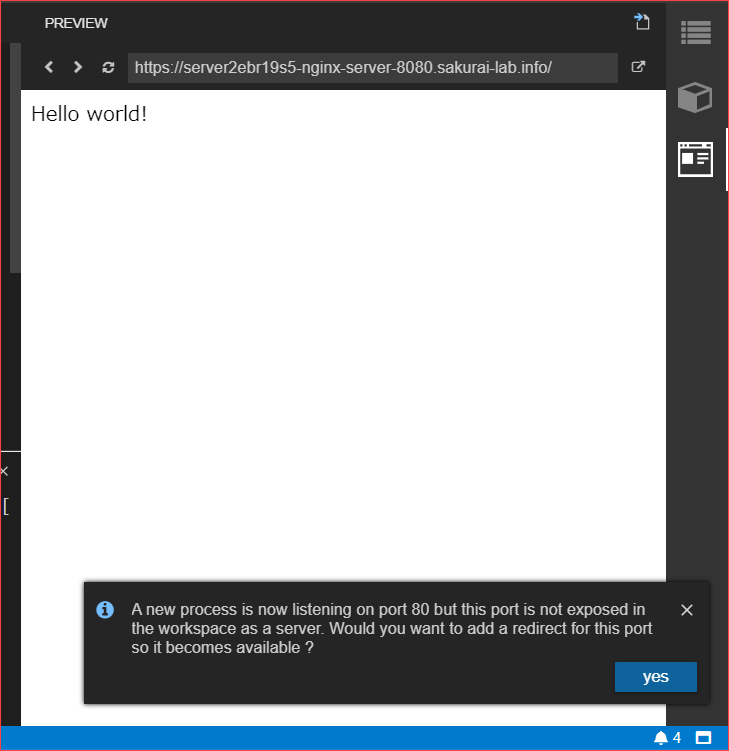 PREVIEW
https://server2ebr19s5-nginx-server-8080.sakurai-lab.info/
Hello world!
[
A new process is now listening on port 80 but this port is not exposed in
the workspace as a server. Would you want to add a redirect for this port
so it becomes available ?
yes
4